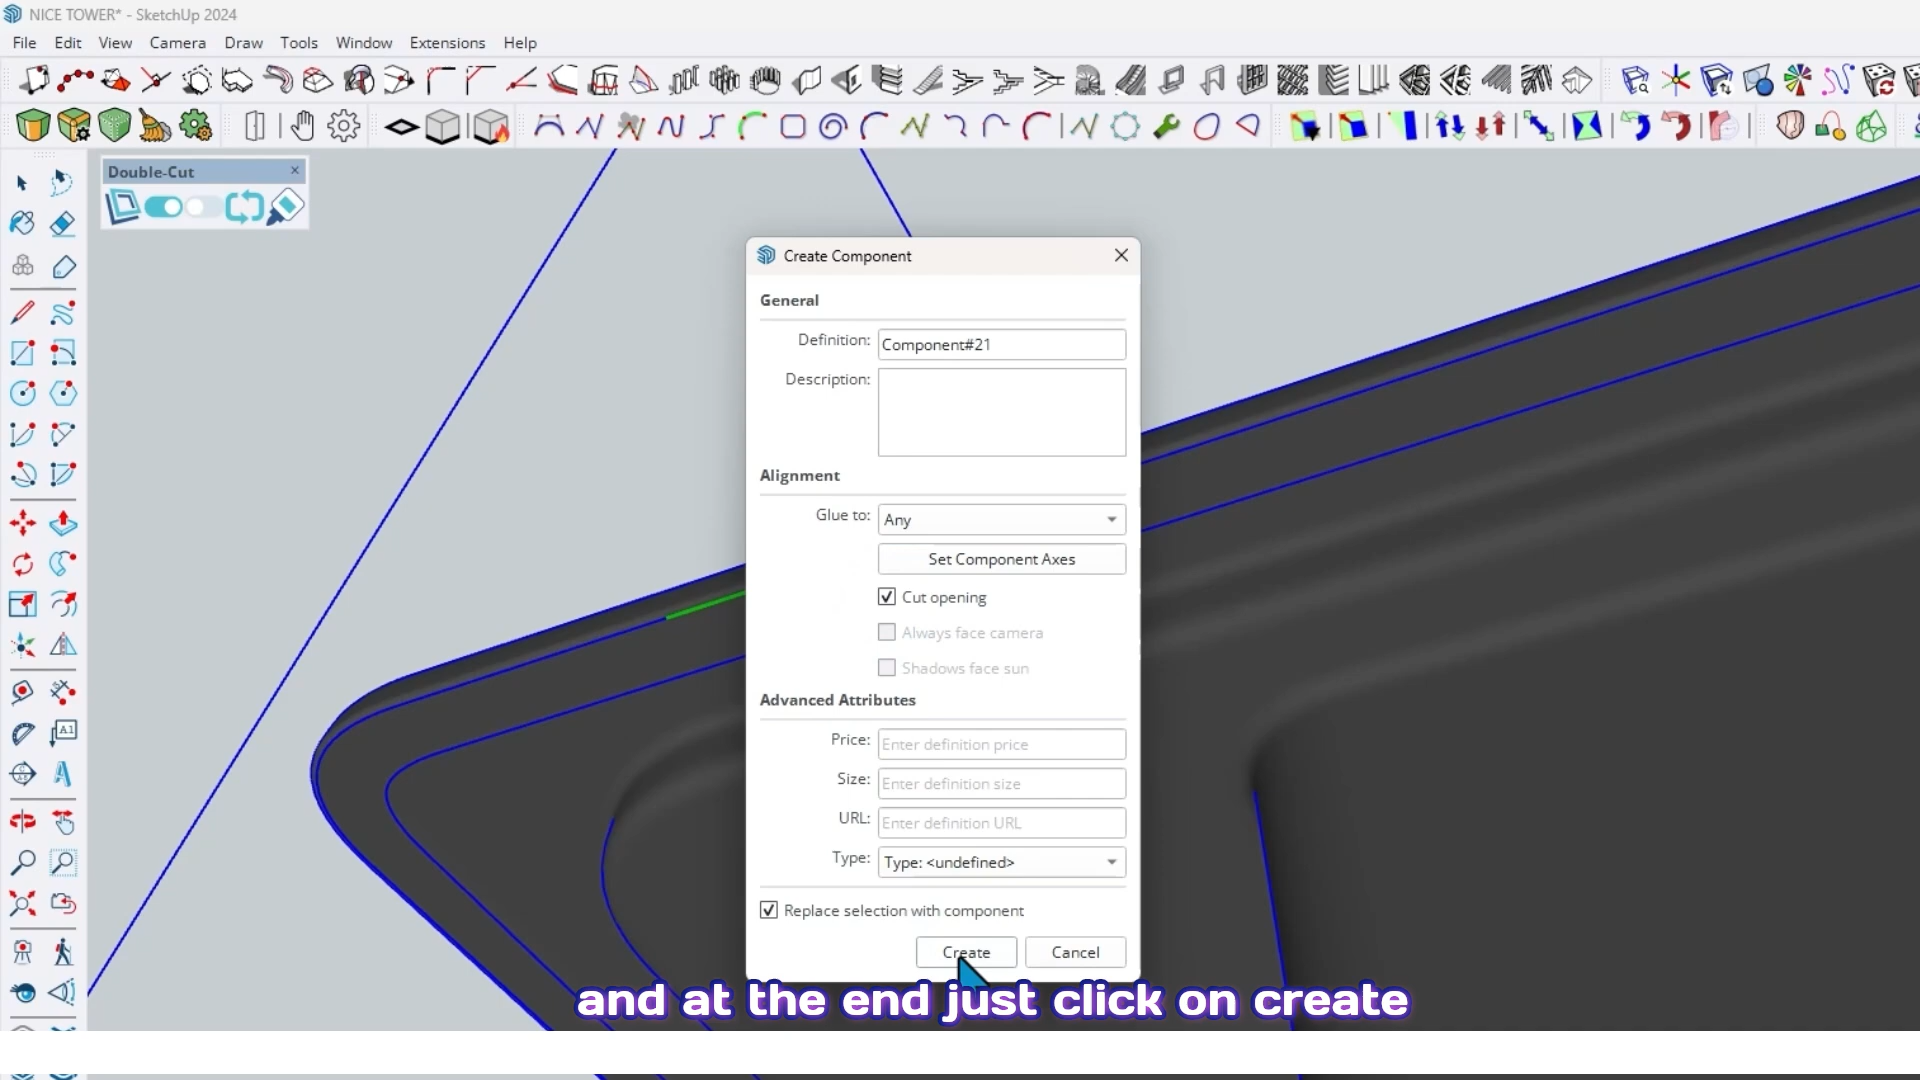 NICE TOWER* - SketchUp 2024
File Edit View Camera Draw Tools Window Extensions Help
Double-Cut
Create Component
General
Definition: Component#21
Description:
Alignment
Glue to: Any
Set Component Axes
Cut opening
Always face camera
Shadows face sun
Advanced Attributes
Price: Enter definition price
Size: Enter definition size
URL: Enter definition URL
Type: Type: <undefined>
Replace selection with component
Create Cancel
and at the end just click on create